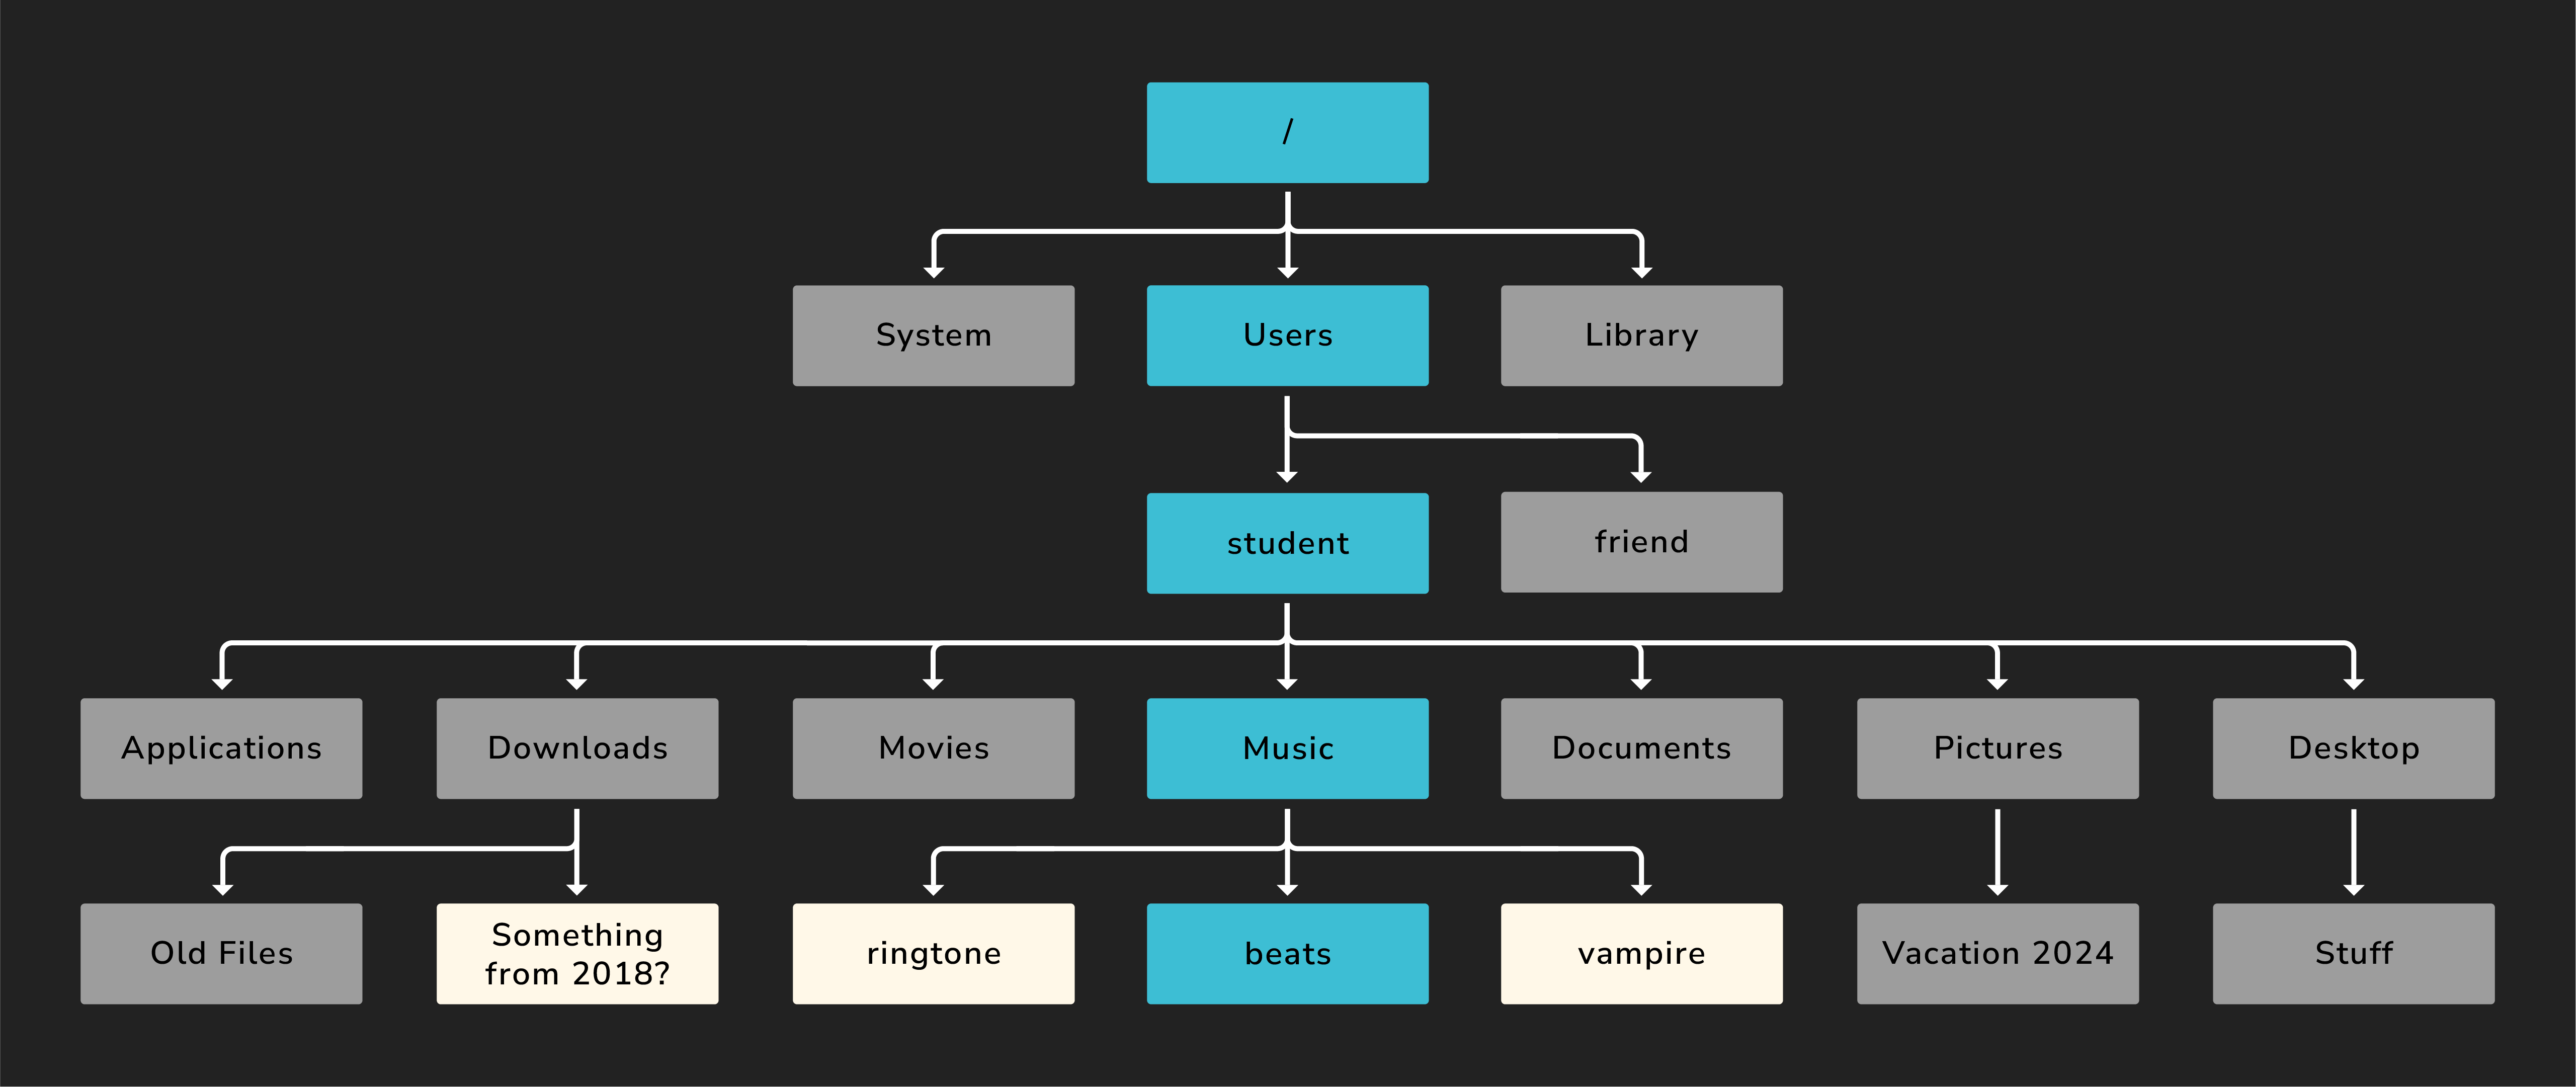 /
System
Users
Library
student
friend
Applications
Downloads
Movies
Music
Documents
Pictures
Desktop
Old Files
Something
from 2018?
ringtone
beats
vampire
Vacation 2024
Stuff